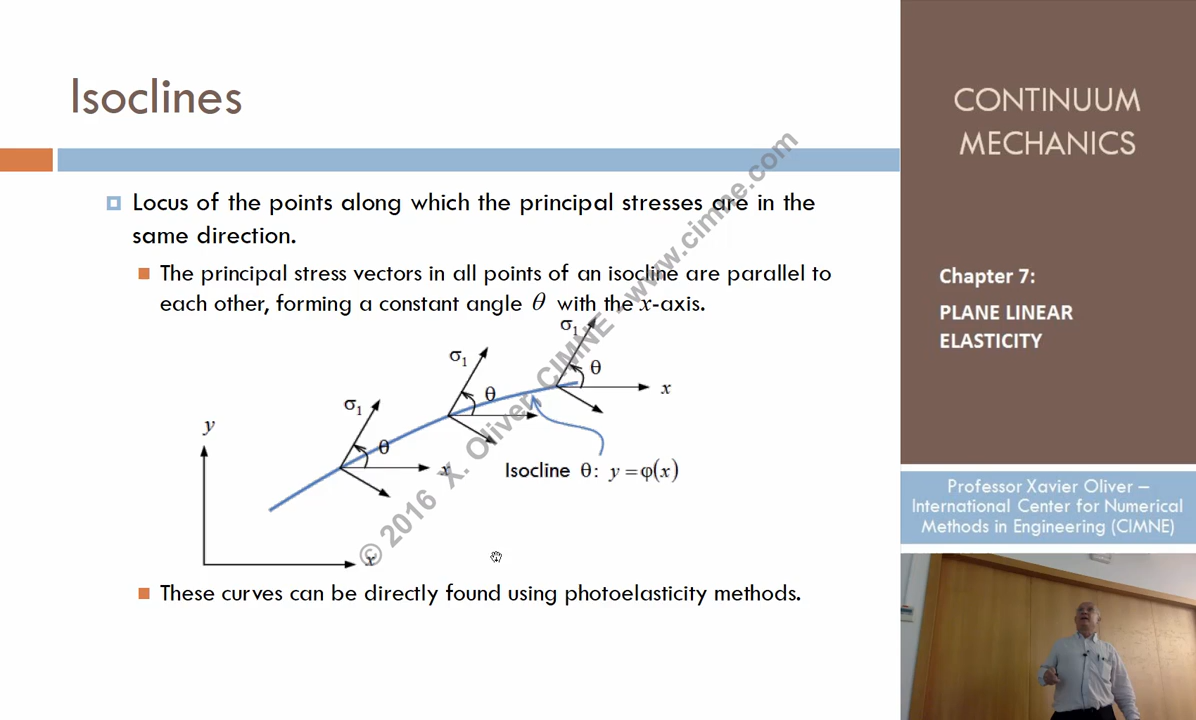 Isoclines
Locus of the points along which the principal stresses are in the
same direction.
The principal stress vectors in all points of an isocline are parallel to
each other, forming a constant angle θ with the x-axis.
σ1
θ
x
σ1
θ
σ1
θ
x
y
x
Isocline θ: y = φ(x)
These curves can be directly found using photoelasticity methods.
© 2016 X. Oliver CIMNE - www.cimne.com
CONTINUUM
MECHANICS
Chapter 7:
PLANE LINEAR
ELASTICITY
Professor Xavier Oliver –
International Center for Numerical
Methods in Engineering (CIMNE)